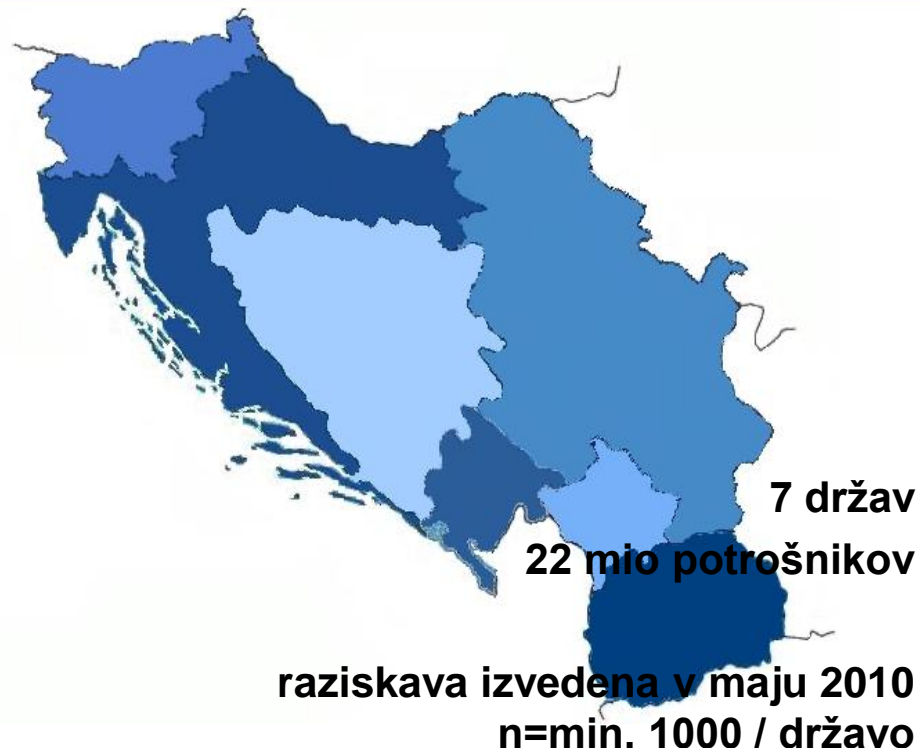 7 držav
22 mio potrošnikov
raziskava izvedena v maju 2010
n=min. 1000 / državo